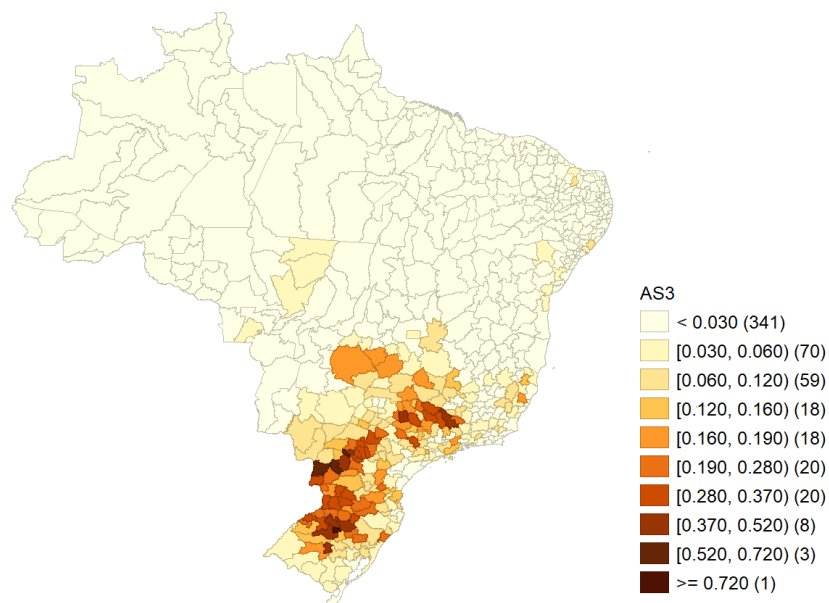 AS3
< 0.030 (341)
[0.030, 0.060) (70)
[0.060, 0.120) (59)
[0.120, 0.160) (18)
[0.160, 0.190) (18)
[0.190, 0.280) (20)
[0.280, 0.370) (20)
[0.370, 0.520) (8)
[0.520, 0.720) (3)
>= 0.720 (1)